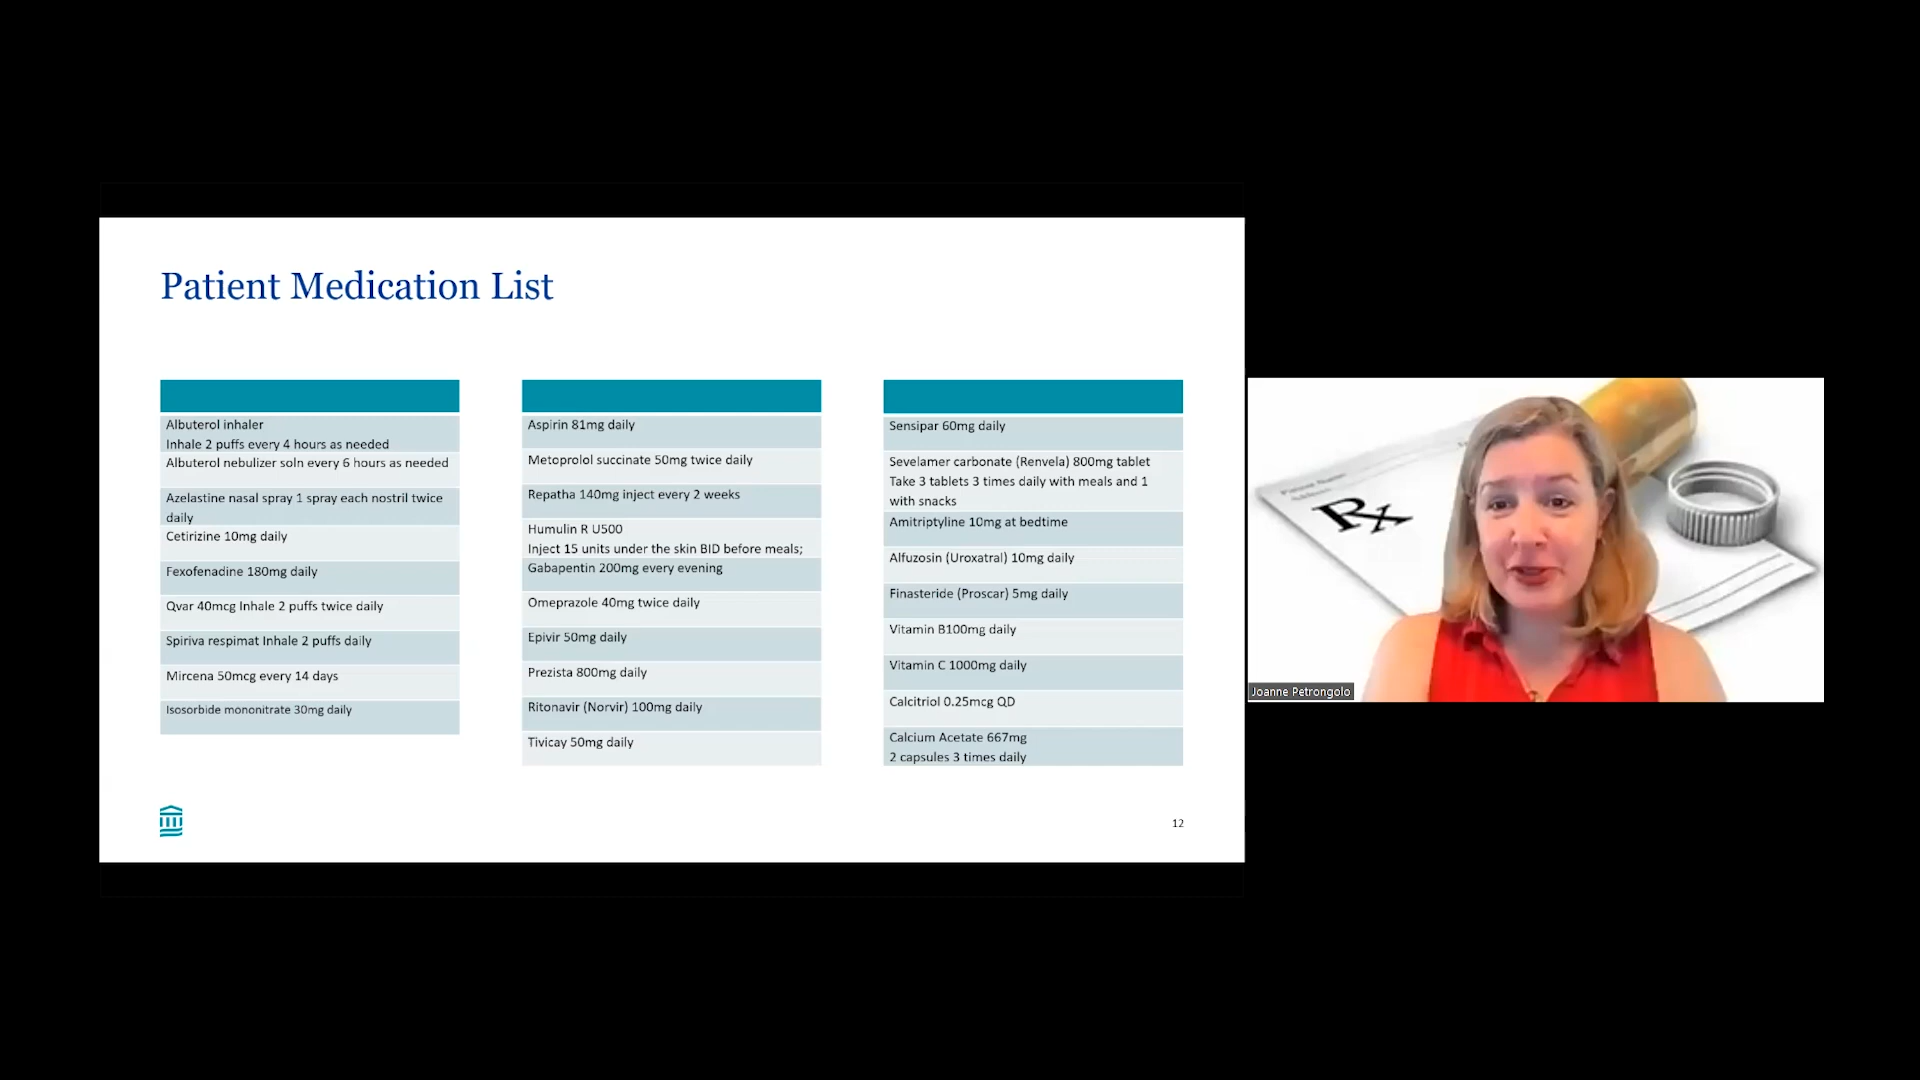 Patient Medication List
Albuterol inhaler
Inhale 2 puffs every 4 hours as needed
Albuterol nebulizer soln every 6 hours as needed
Azelastine nasal spray 1 spray each nostril twice
daily
Cetirizine 10mg daily
Fexofenadine 180mg daily
Qvar 40mcg Inhale 2 puffs twice daily
Spiriva respimat Inhale 2 puffs daily
Mircena 50mcg every 14 days
Isosorbide mononitrate 30mg daily
Aspirin 81mg daily
Metoprolol succinate 50mg twice daily
Repatha 140mg inject every 2 weeks
Humulin R U500
Inject 15 units under the skin BID before meals;
Gabapentin 200mg every evening
Omeprazole 40mg twice daily
Epivir 50mg daily
Prezista 800mg daily
Ritonavir (Norvir) 100mg daily
Tivicay 50mg daily
Sensipar 60mg daily
Sevelamer carbonate (Renvela) 800mg tablet
Take 3 tablets 3 times daily with meals and 1
with snacks
Amitriptyline 10mg at bedtime
Alfuzosin (Uroxatral) 10mg daily
Finasteride (Proscar) 5mg daily
Vitamin B100mg daily
Vitamin C 1000mg daily
Calcitriol 0.25mcg QD
Calcium Acetate 667mg
2 capsules 3 times daily
12
Rx
Joanne Petrongolo